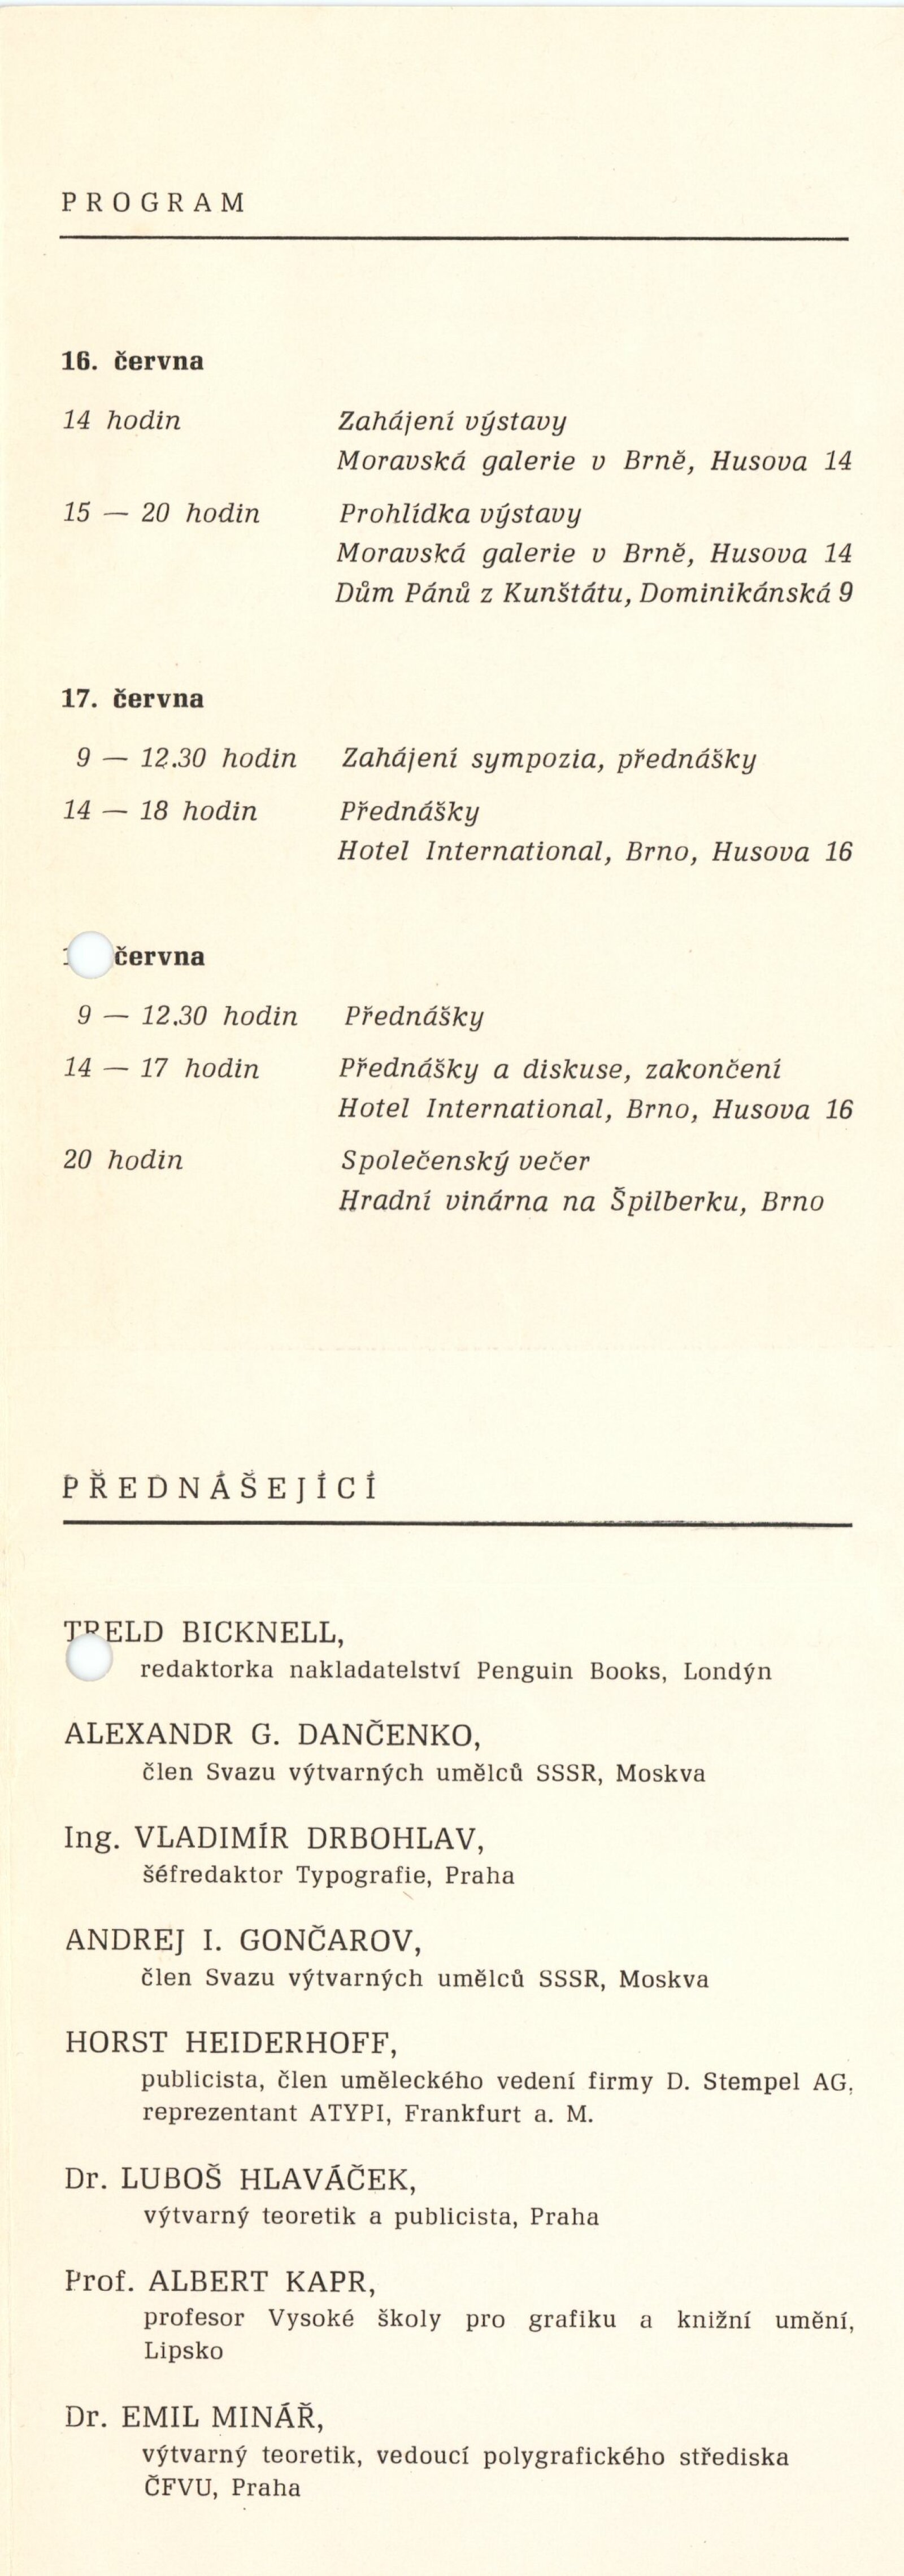 PROGRAM
16. června
14 hodin Zahájení výstavy
Moravská galerie v Brně, Husova 14
15 — 20 hodin Prohlídka výstavy
Moravská galerie v Brně, Husova 14
Dům Pánů z Kunštátu, Dominikánská 9
17. června
9 — 12.30 hodin Zahájení sympozia, přednášky
14 — 18 hodin Přednášky
Hotel International, Brno, Husova 16
června
9 — 12.30 hodin Přednášky
14 — 17 hodin Přednášky a diskuse, zakončení
Hotel International, Brno, Husova 16
20 hodin Společenský večer
Hradní vinárna na Špilberku, Brno
PŘEDNÁŠEJÍCÍ
TRELD BICKNELL,
redaktorka nakladatelství Penguin Books, Londýn
ALEXANDR G. DANČENKO,
člen Svazu výtvarných umělců SSSR, Moskva
Ing. VLADIMÍR DRBOHLAV,
šéfredaktor Typografie, Praha
ANDREJ I. GONČAROV,
člen Svazu výtvarných umělců SSSR, Moskva
HORST HEIDERHOFF,
publicista, člen uměleckého vedení firmy D. Stempel AG,
reprezentant ATYPI, Frankfurt a. M.
Dr. LUBOŠ HLAVÁČEK,
výtvarný teoretik a publicista, Praha
Prof. ALBERT KAPR,
profesor Vysoké školy pro grafiku a knižní umění,
Lipsko
Dr. EMIL MINÁŘ,
výtvarný teoretik, vedoucí polygrafického střediska
ČFVU, Praha